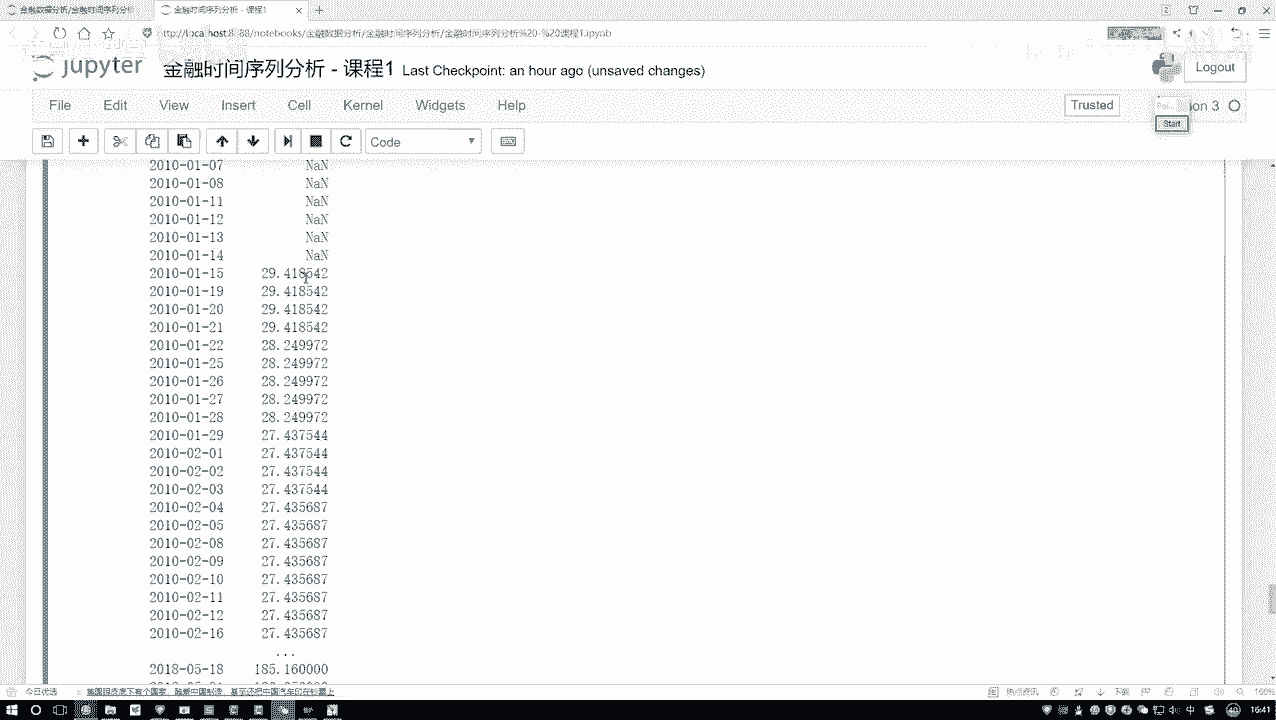 金融数据分析/金融时间序列分
金融时间序列分析 - 课程1
ttp://localhost:8888/notebooks/金融数据分析/金融时间序列分析/金融时间序列分析%20-%20课程1.ipynb
jupyter 金融时间序列分析 - 课程1 Last Checkpoint: an hour ago (unsaved changes)
Logout
File Edit View Insert Cell Kernel Widgets Help
Trusted
on 3
Start
Code
2010-01-07 NaN
2010-01-08 NaN
2010-01-11 NaN
2010-01-12 NaN
2010-01-13 NaN
2010-01-14 NaN
2010-01-15 29.418542
2010-01-19 29.418542
2010-01-20 29.418542
2010-01-21 29.418542
2010-01-22 28.249972
2010-01-25 28.249972
2010-01-26 28.249972
2010-01-27 28.249972
2010-01-28 28.249972
2010-01-29 27.437544
2010-02-01 27.437544
2010-02-02 27.437544
2010-02-03 27.437544
2010-02-04 27.435687
2010-02-05 27.435687
2010-02-08 27.435687
2010-02-09 27.435687
2010-02-10 27.435687
2010-02-11 27.435687
2010-02-12 27.435687
2010-02-16 27.435687
...
2018-05-18 185.160000
今日优选
热点资讯
下载
160%
中
16:41